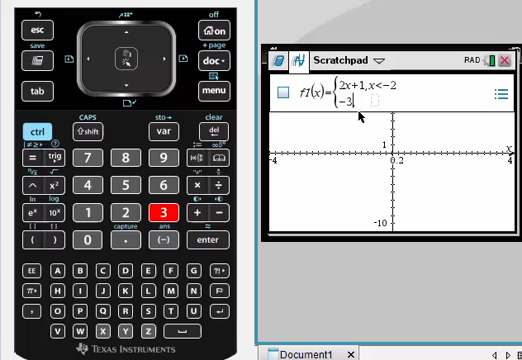 off
esc
on
save
+ page
doc
tab
menu
CAPS
sto→
clear
ctrl
shift
var
del
= trig 7 8 9
^ x² 4 5 6 × ÷
ln log
eˣ 10ˣ 1 2 3 + −
capture ans
( ) 0 . (−) enter
EE A B C D E F G ?!
π H I J K L M N
, O P Q R S T U
V W X Y Z
TEXAS INSTRUMENTS
Scratchpad RAD
f1(x)={2x+1,x<−2
−3
1
x
-4 0.2 4
-10
Document1